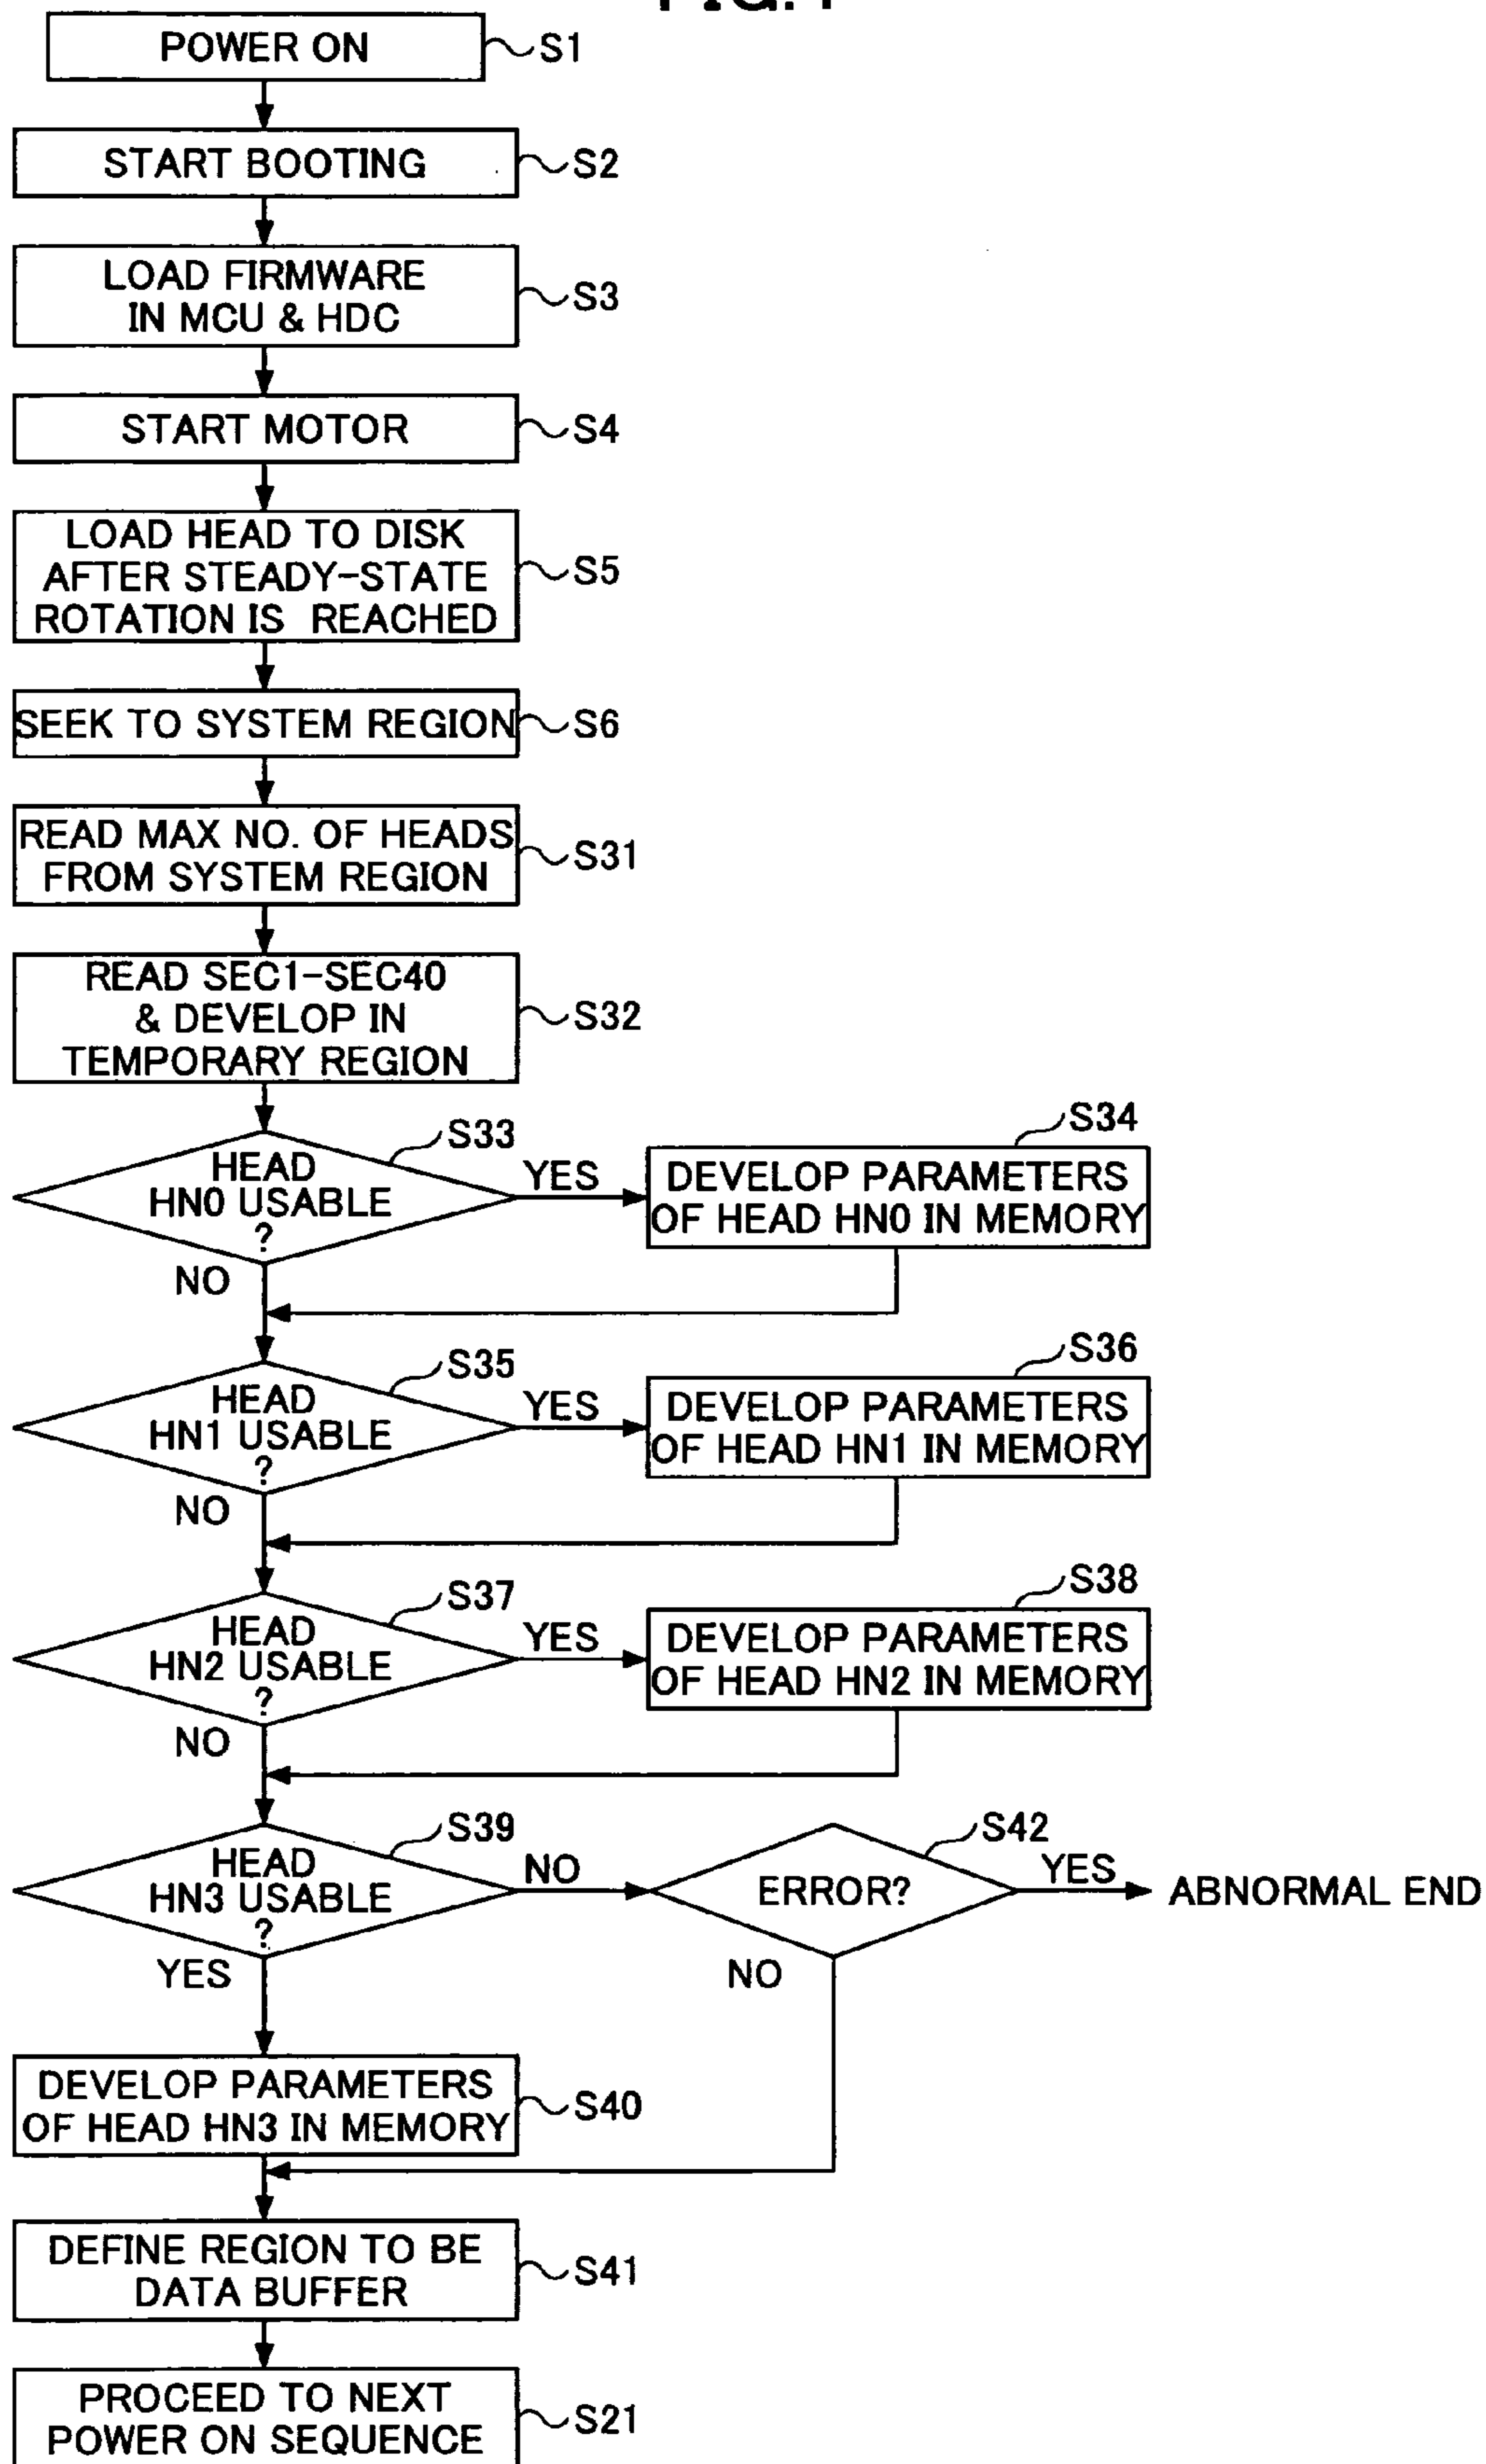 POWER ON
S1
START BOOTING
S2
LOAD FIRMWARE
IN MCU & HDC
S3
START MOTOR
S4
LOAD HEAD TO DISK
AFTER STEADY-STATE
ROTATION IS REACHED
S5
SEEK TO SYSTEM REGION
S6
READ MAX NO. OF HEADS
FROM SYSTEM REGION
S31
READ SEC1-SEC40
& DEVELOP IN
TEMPORARY REGION
S32
HEAD
HN0 USABLE
?
S33
YES
NO
DEVELOP PARAMETERS
OF HEAD HN0 IN MEMORY
S34
HEAD
HN1 USABLE
?
S35
YES
NO
DEVELOP PARAMETERS
OF HEAD HN1 IN MEMORY
S36
HEAD
HN2 USABLE
?
S37
YES
NO
DEVELOP PARAMETERS
OF HEAD HN2 IN MEMORY
S38
HEAD
HN3 USABLE
?
S39
NO
YES
ERROR?
S42
YES
ABNORMAL END
NO
DEVELOP PARAMETERS
OF HEAD HN3 IN MEMORY
S40
DEFINE REGION TO BE
DATA BUFFER
S41
PROCEED TO NEXT
POWER ON SEQUENCE
S21